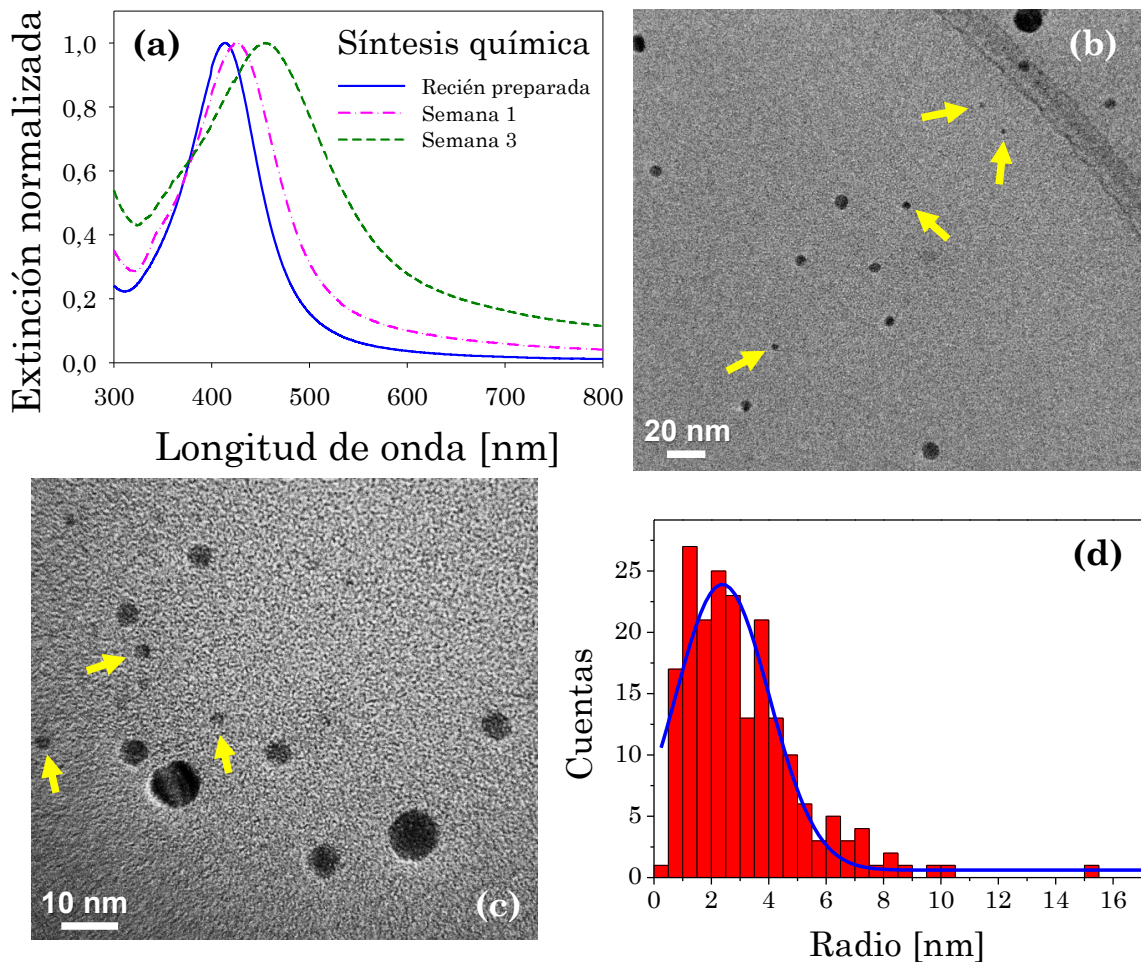 (a)
Síntesis química
Recién preparada
Semana 1
Semana 3
Extinción normalizada
1,0
0,8
0,6
0,4
0,2
0,0
300 400 500 600 700 800
Longitud de onda [nm]
(b)
20 nm
(c)
10 nm
(d)
Cuentas
25
20
15
10
5
0
0 2 4 6 8 10 12 14 16
Radio [nm]